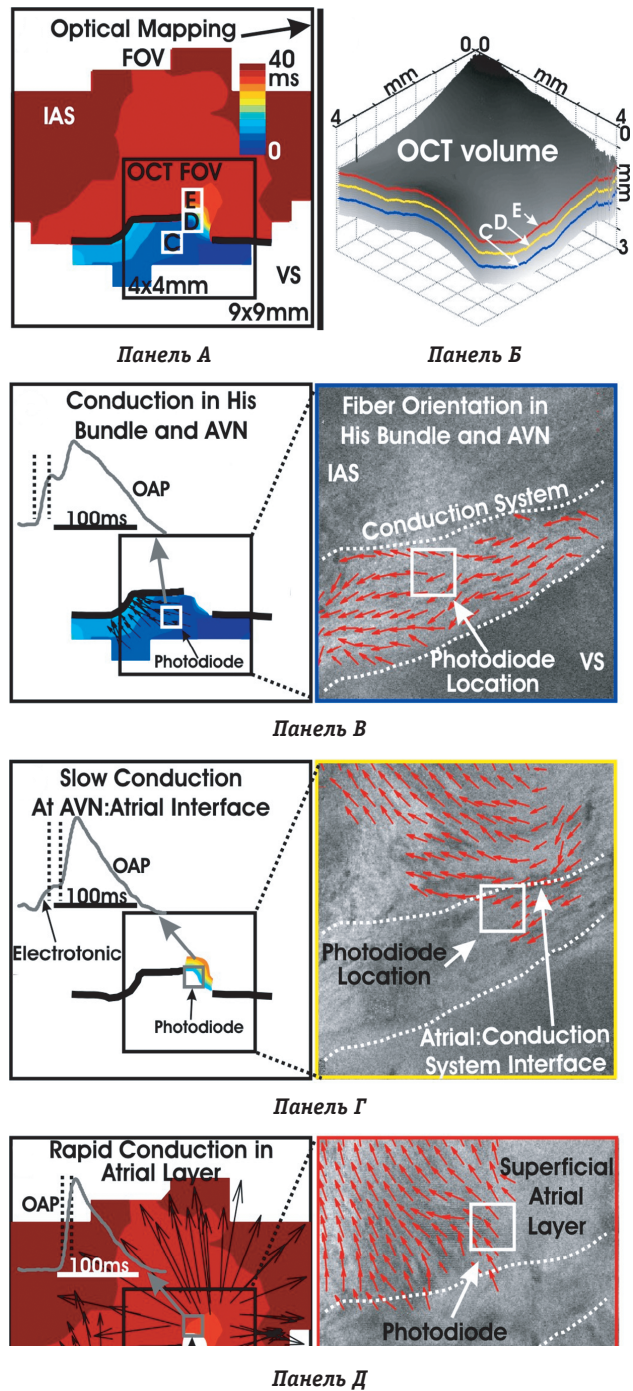 Optical Mapping
FOV
40
ms
0
IAS
OCT FOV
E
D
C
4x4mm
VS
9x9mm
Панель А
0 0
mm
mm
4
4
0
OCT volume
mm
C D E
3
Панель Б
Conduction in His
Bundle and AVN
OAP
100ms
Photodiode
Fiber Orientation in
His Bundle and AVN
IAS
Conduction System
Photodiode
Location
VS
Панель В
Slow Conduction
At AVN:Atrial Interface
OAP
100ms
Electrotonic
Photodiode
Photodiode
Location
Atrial:Conduction
System Interface
Панель Г
Rapid Conduction in
Atrial Layer
OAP
100ms
Superficial
Atrial
Layer
Photodiode
Панель Д